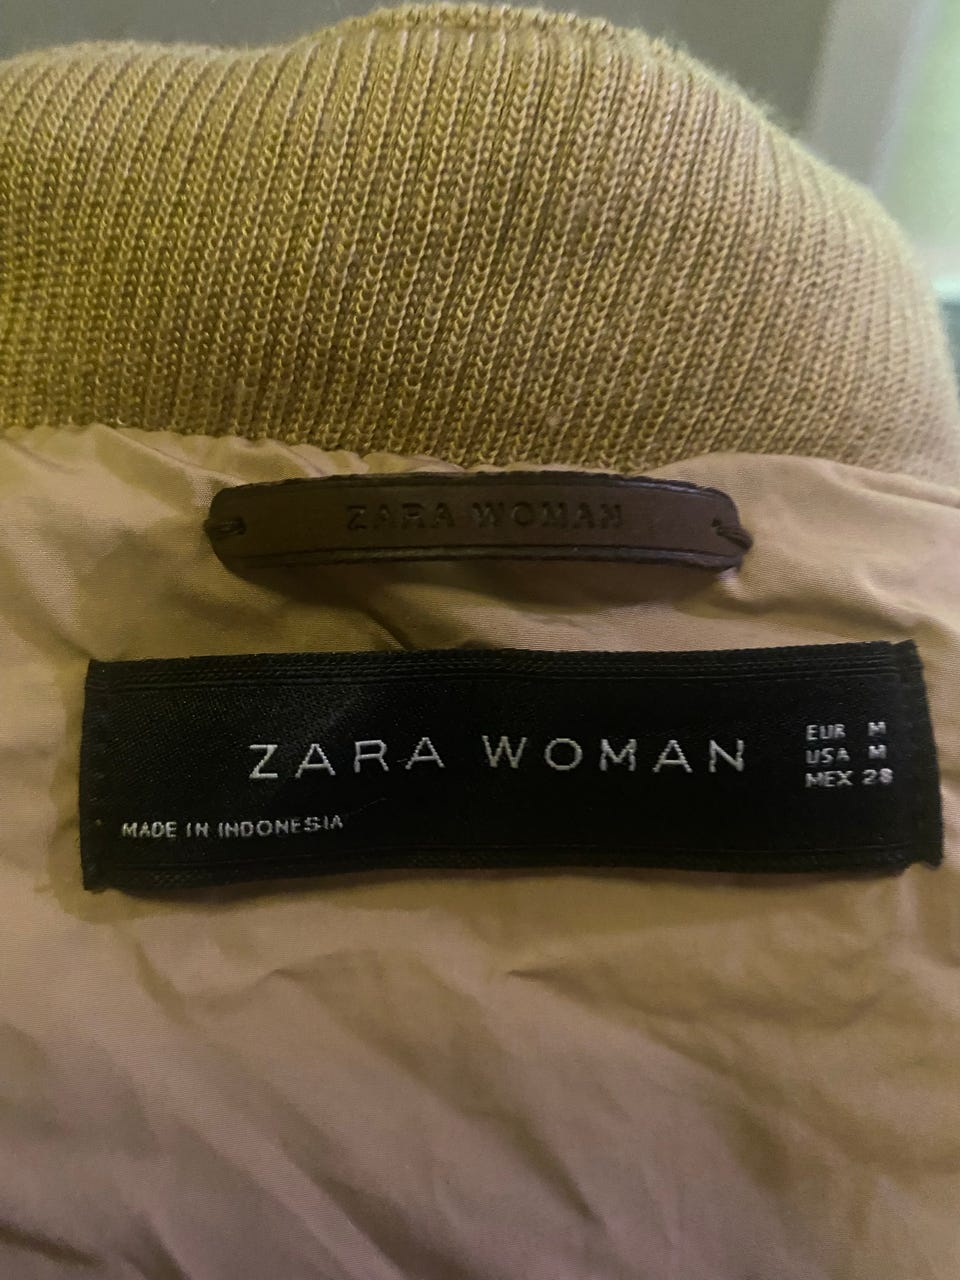 ZARA WOMAN
ZARA WOMAN
EUR M
USA M
MEX 28
MADE IN INDONESIA